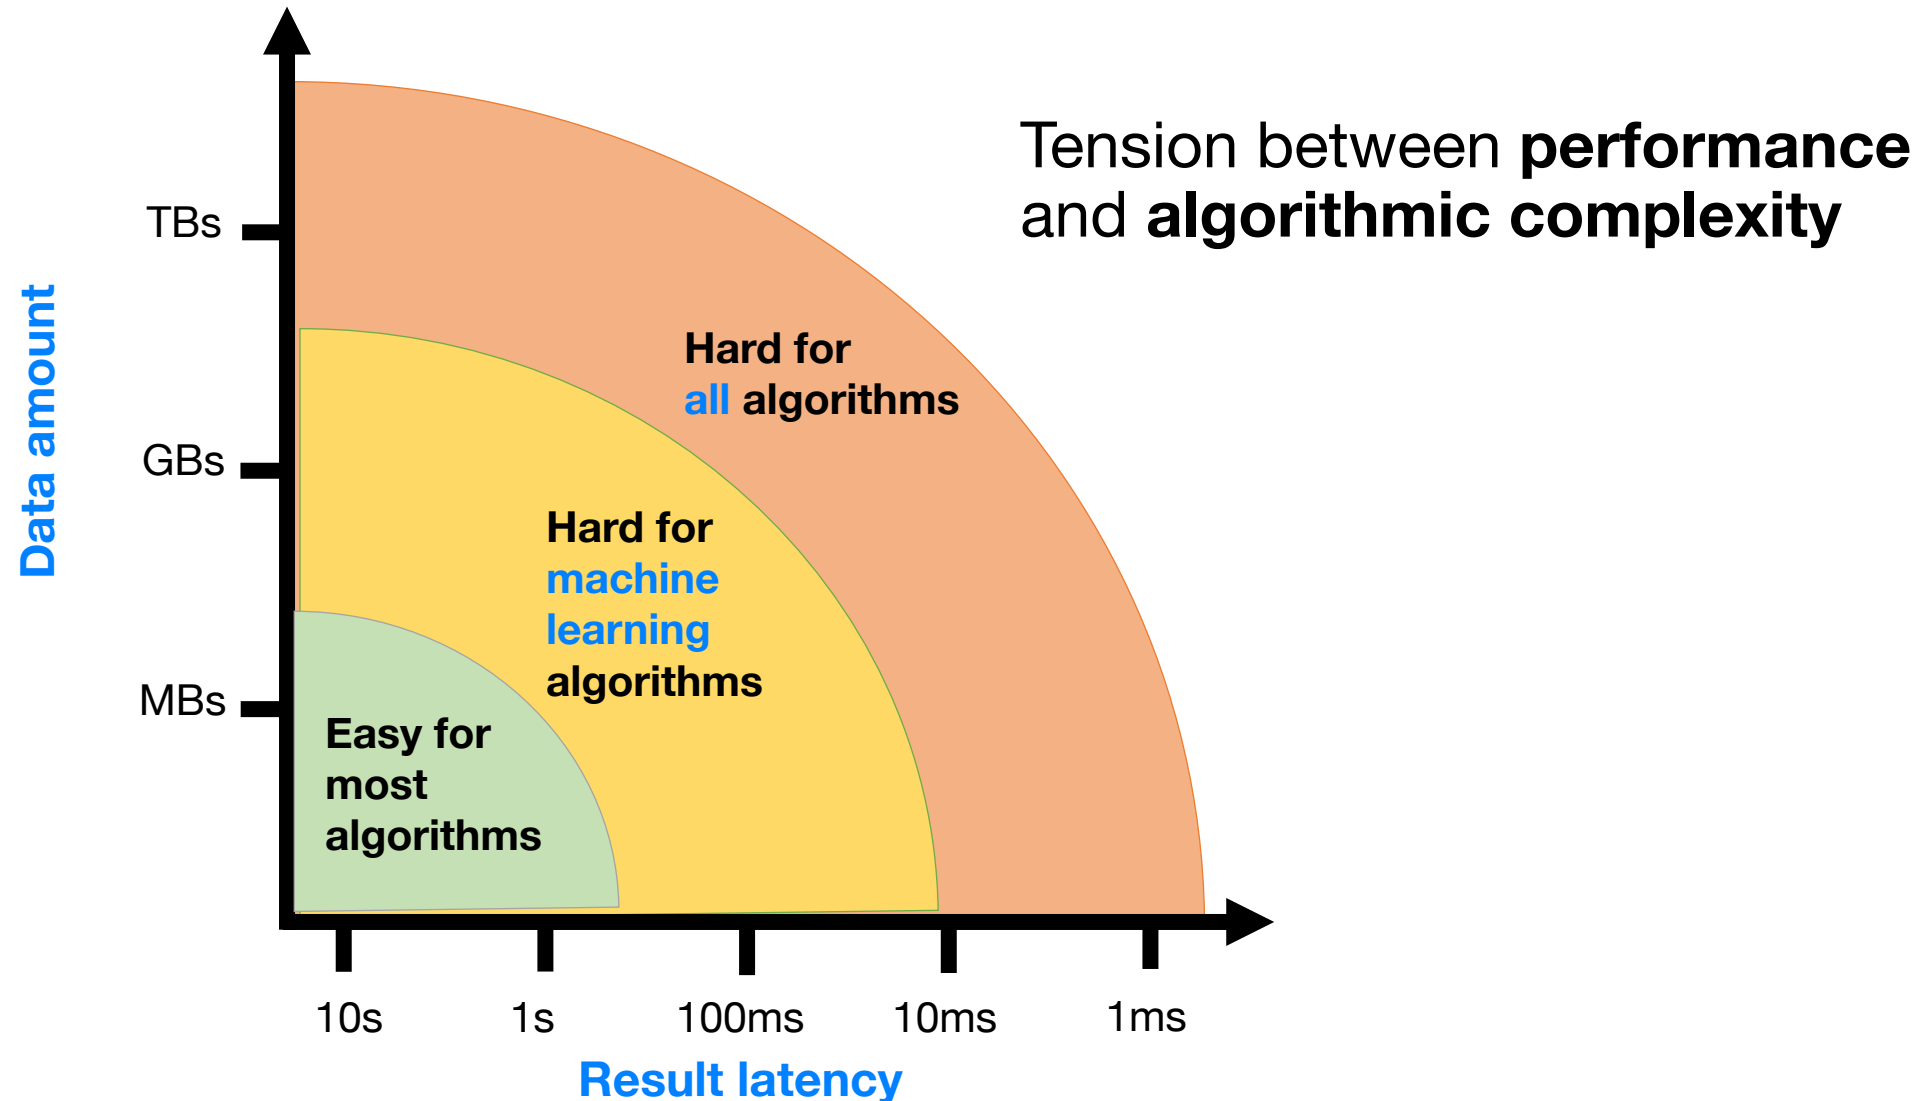 Tension between performance
and algorithmic complexity
Data amount
TBs
GBs
MBs
Hard for
all algorithms
Hard for
machine
learning
algorithms
Easy for
most
algorithms
10s
1s
100ms
10ms
1ms
Result latency